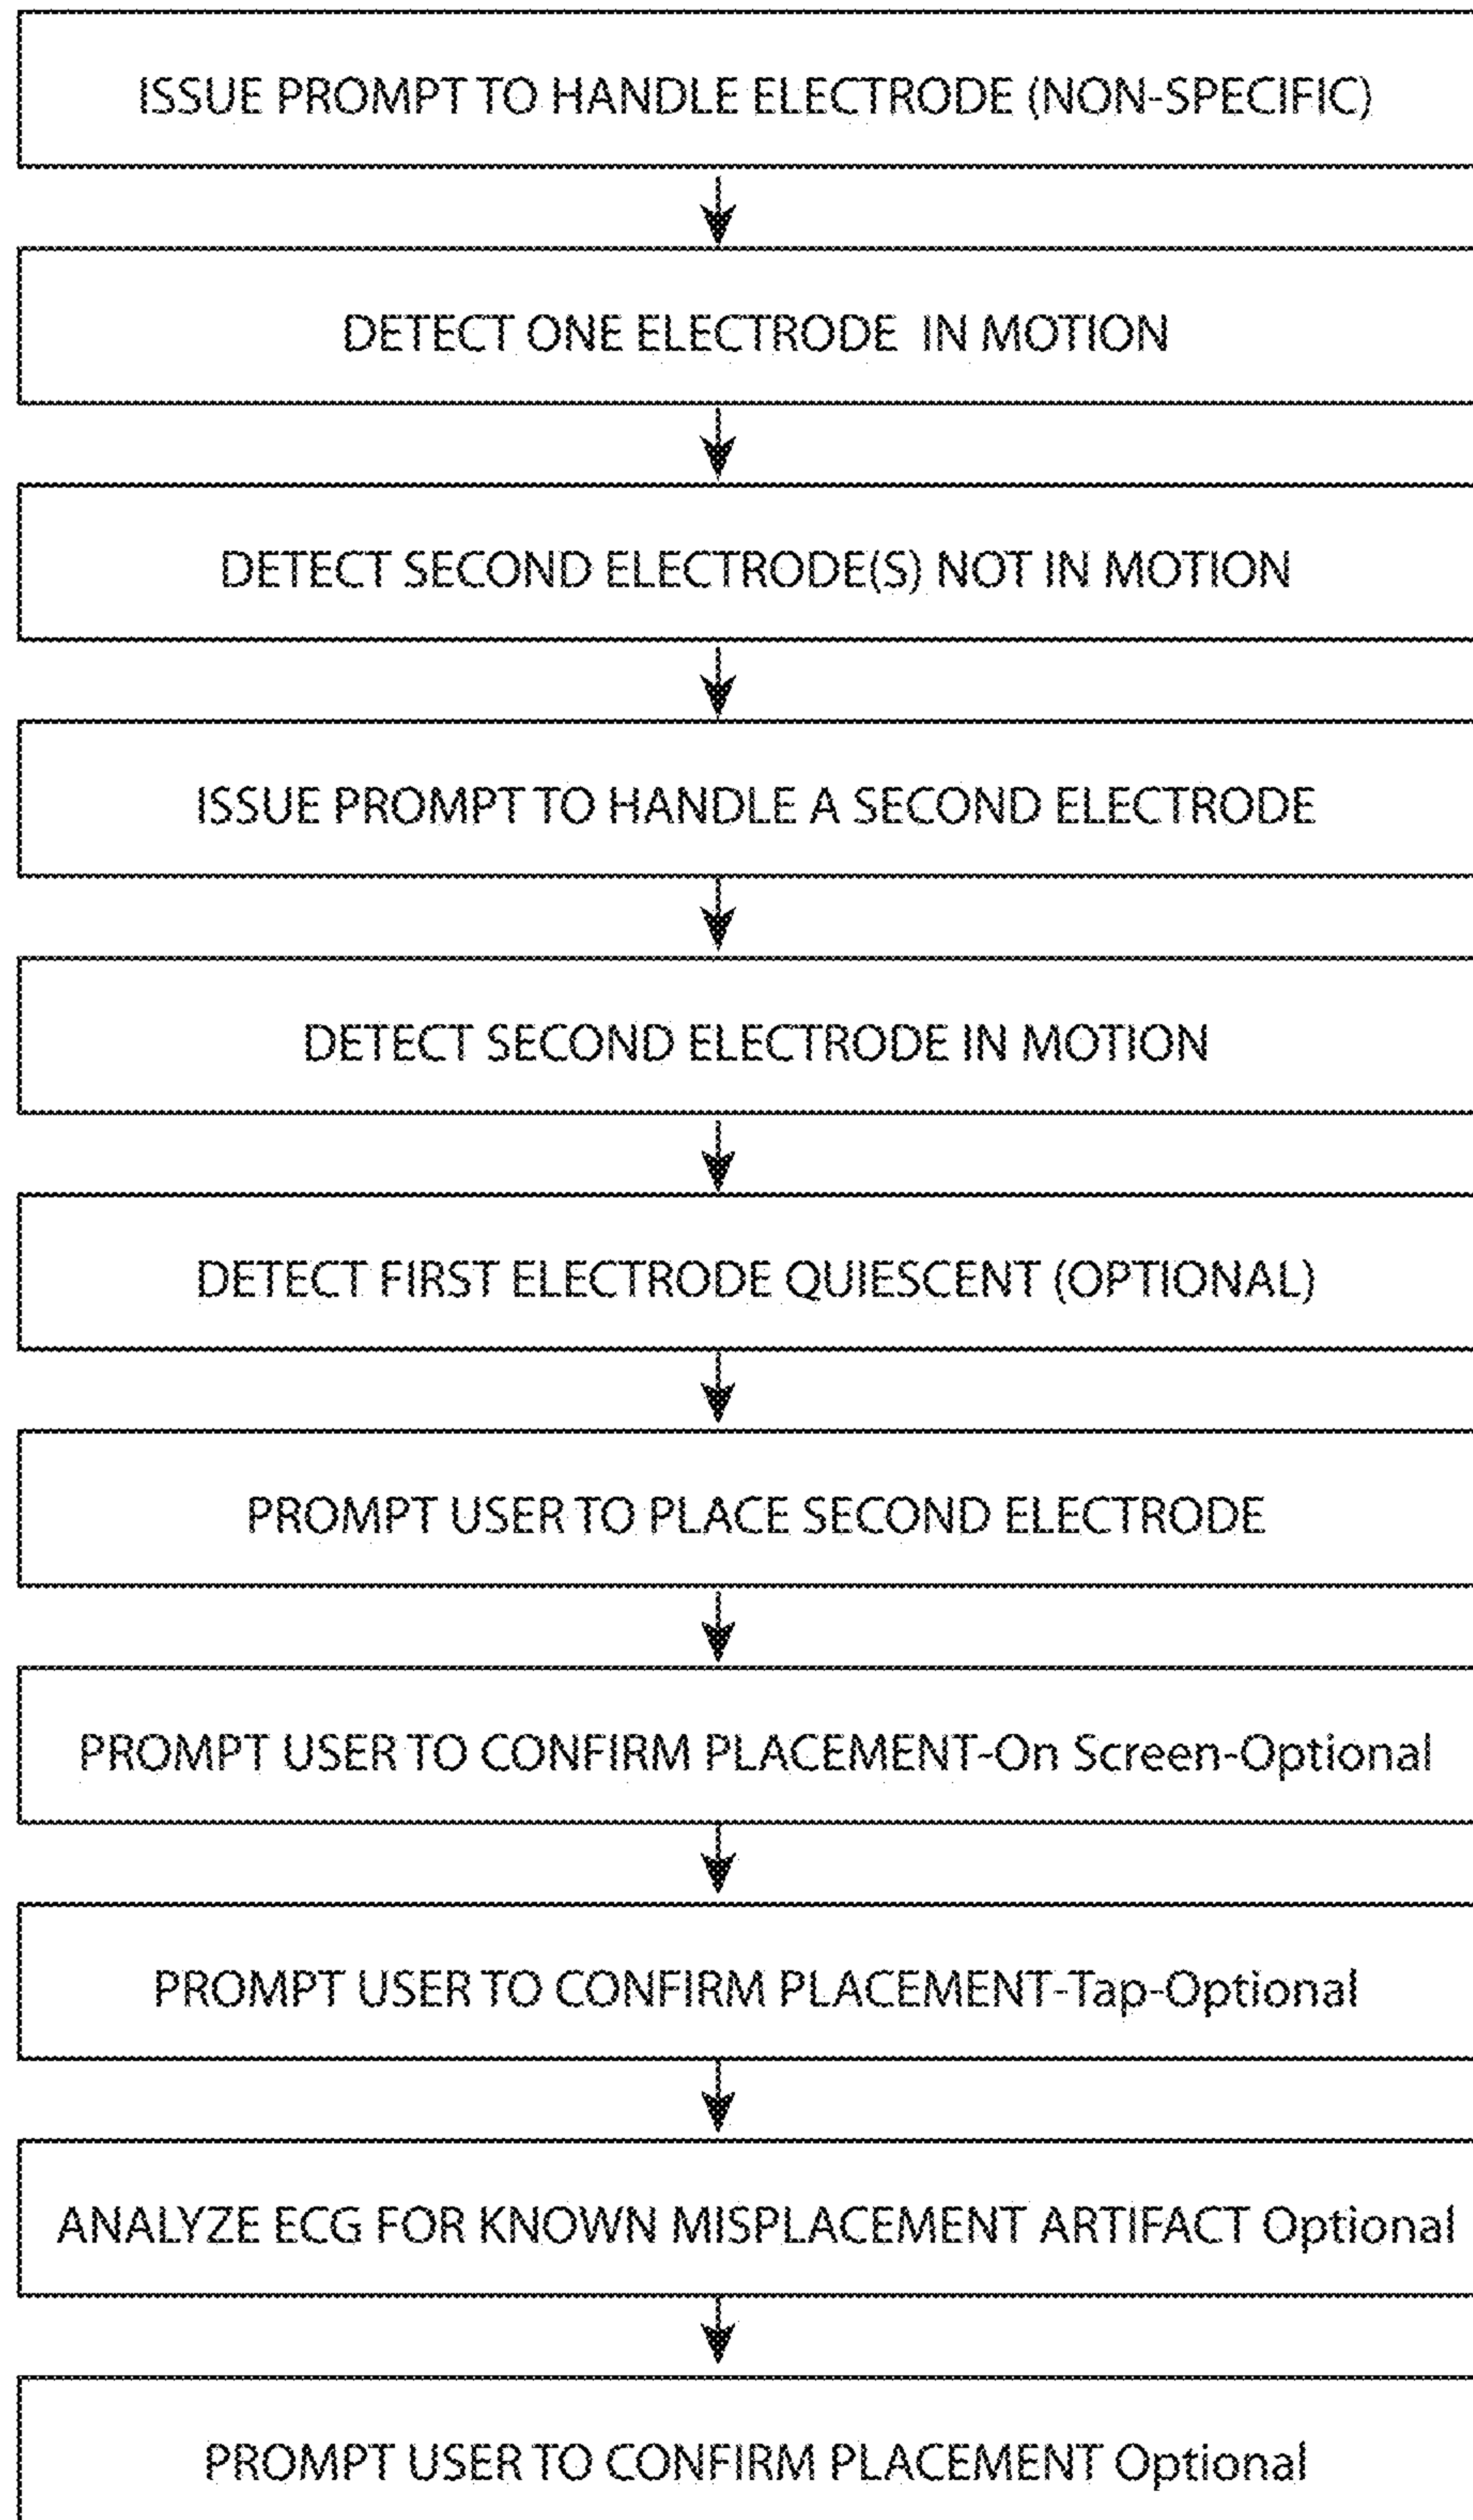 ISSUE PROMPT TO HANDLE ELECTRODE (NON-SPECIFIC)
DETECT ONE ELECTRODE IN MOTION
DETECT SECOND ELECTRODE(S) NOT IN MOTION
ISSUE PROMPT TO HANDLE A SECOND ELECTRODE
DETECT SECOND ELECTRODE IN MOTION
DETECT FIRST ELECTRODE QUIESCENT (OPTIONAL)
PROMPT USER TO PLACE SECOND ELECTRODE
PROMPT USER TO CONFIRM PLACEMENT-On Screen-Optional
PROMPT USER TO CONFIRM PLACEMENT-Tap-Optional
ANALYZE ECG FOR KNOWN MISPLACEMENT ARTIFACT Optional
PROMPT USER TO CONFIRM PLACEMENT Optional